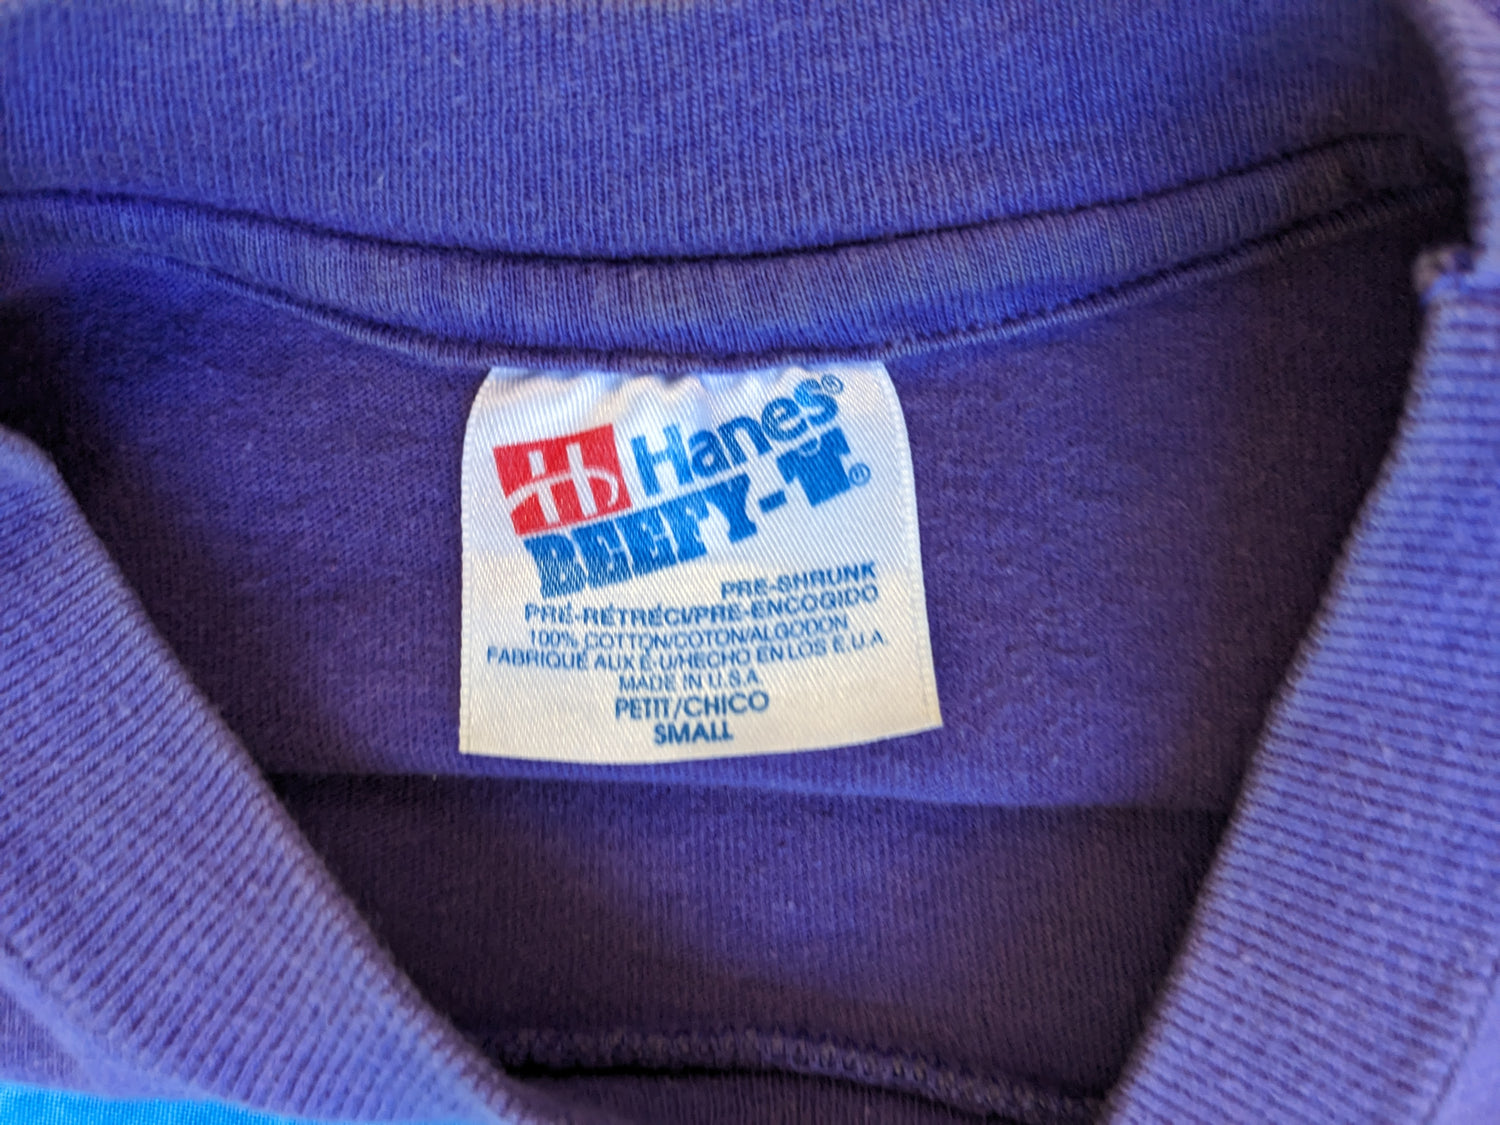 Hanes®
BEEFY-T®
PRE-SHRUNK
PRÉ-RÉTRÉCI/PRE-ENCOGIDO
100% COTTON/COTON/ALGODON
FABRIQUÉ AUX É-U/HECHO EN LOS E.U.A.
MADE IN U.S.A.
PETIT/CHICO
SMALL